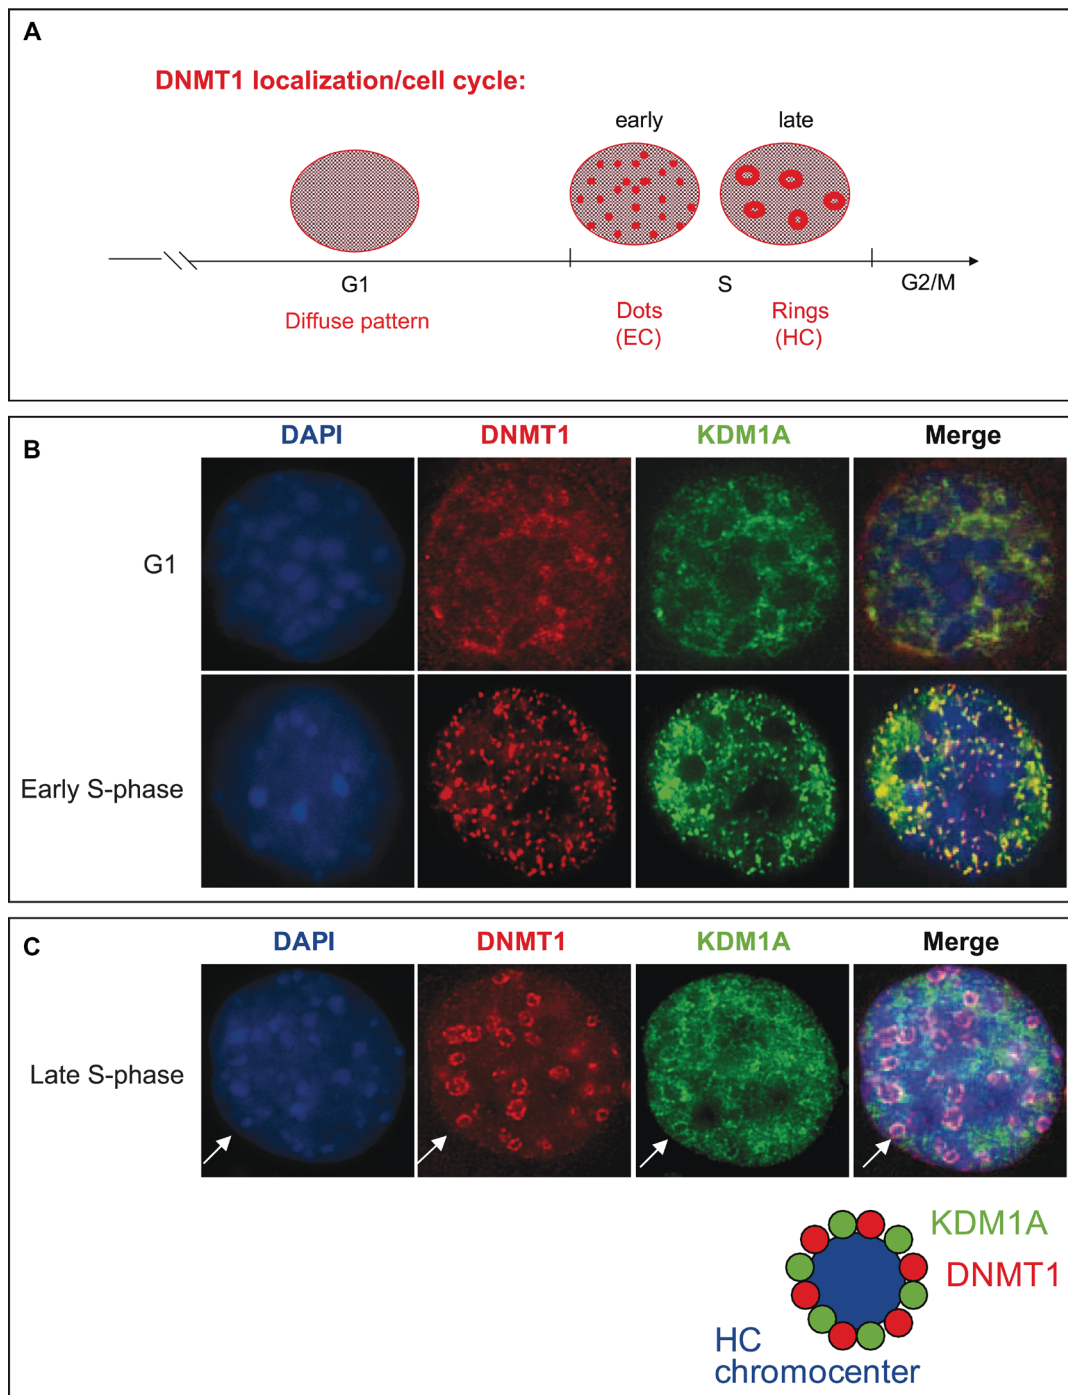 A
DNMT1 localization/cell cycle:
early late
G1 S G2/M
Diffuse pattern Dots Rings
(EC) (HC)
B
DAPI DNMT1 KDM1A Merge
G1
Early S-phase
C
DAPI DNMT1 KDM1A Merge
Late S-phase
KDM1A
DNMT1
HC
chromocenter